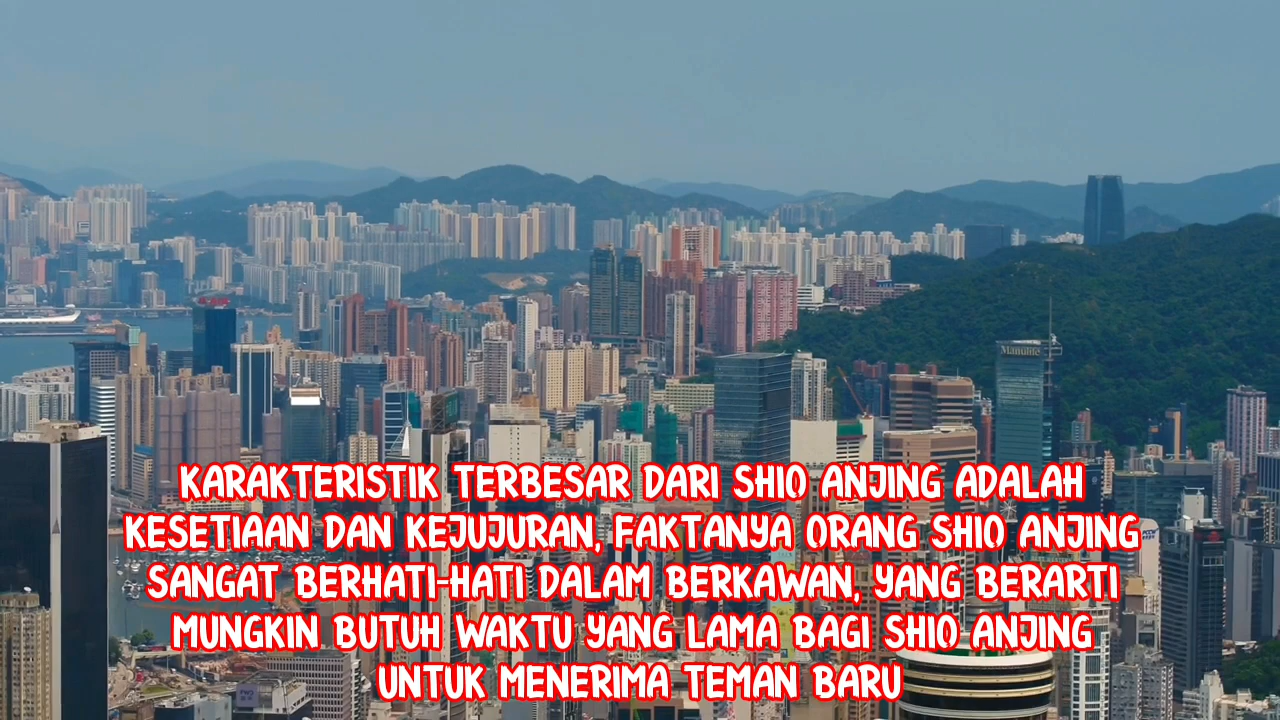 Manulife
KARAKTERISTIK TERBESAR DARI SHIO ANJING ADALAH
KESETIAAN DAN KEJUJURAN, FAKTANYA ORANG SHIO ANJING
SANGAT BERHATI-HATI DALAM BERKAWAN, YANG BERARTI
MUNGKIN BUTUH WAKTU YANG LAMA BAGI SHIO ANJING
UNTUK MENERIMA TEMAN BARU